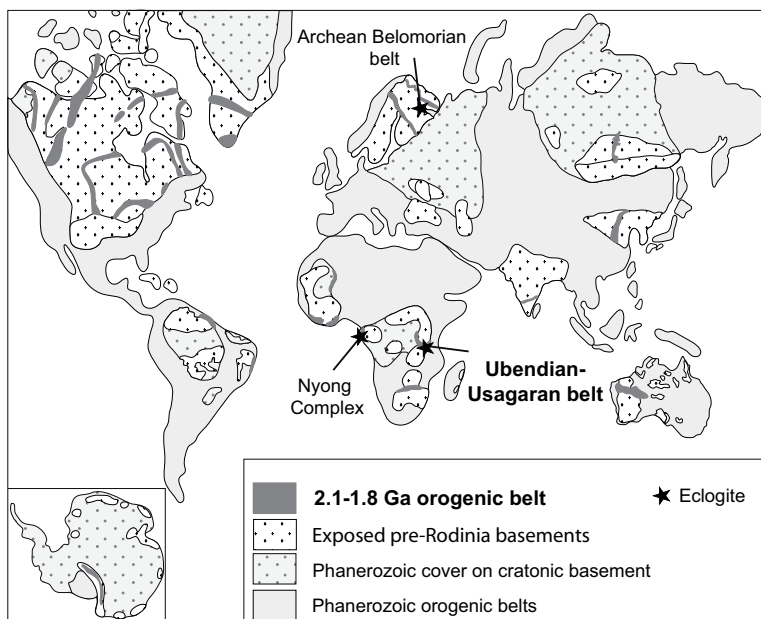 Archean Belomorian
belt
Nyong
Complex
Ubendian-
Usagaran belt
2.1-1.8 Ga orogenic belt
Eclogite
Exposed pre-Rodinia basements
Phanerozoic cover on cratonic basement
Phanerozoic orogenic belts